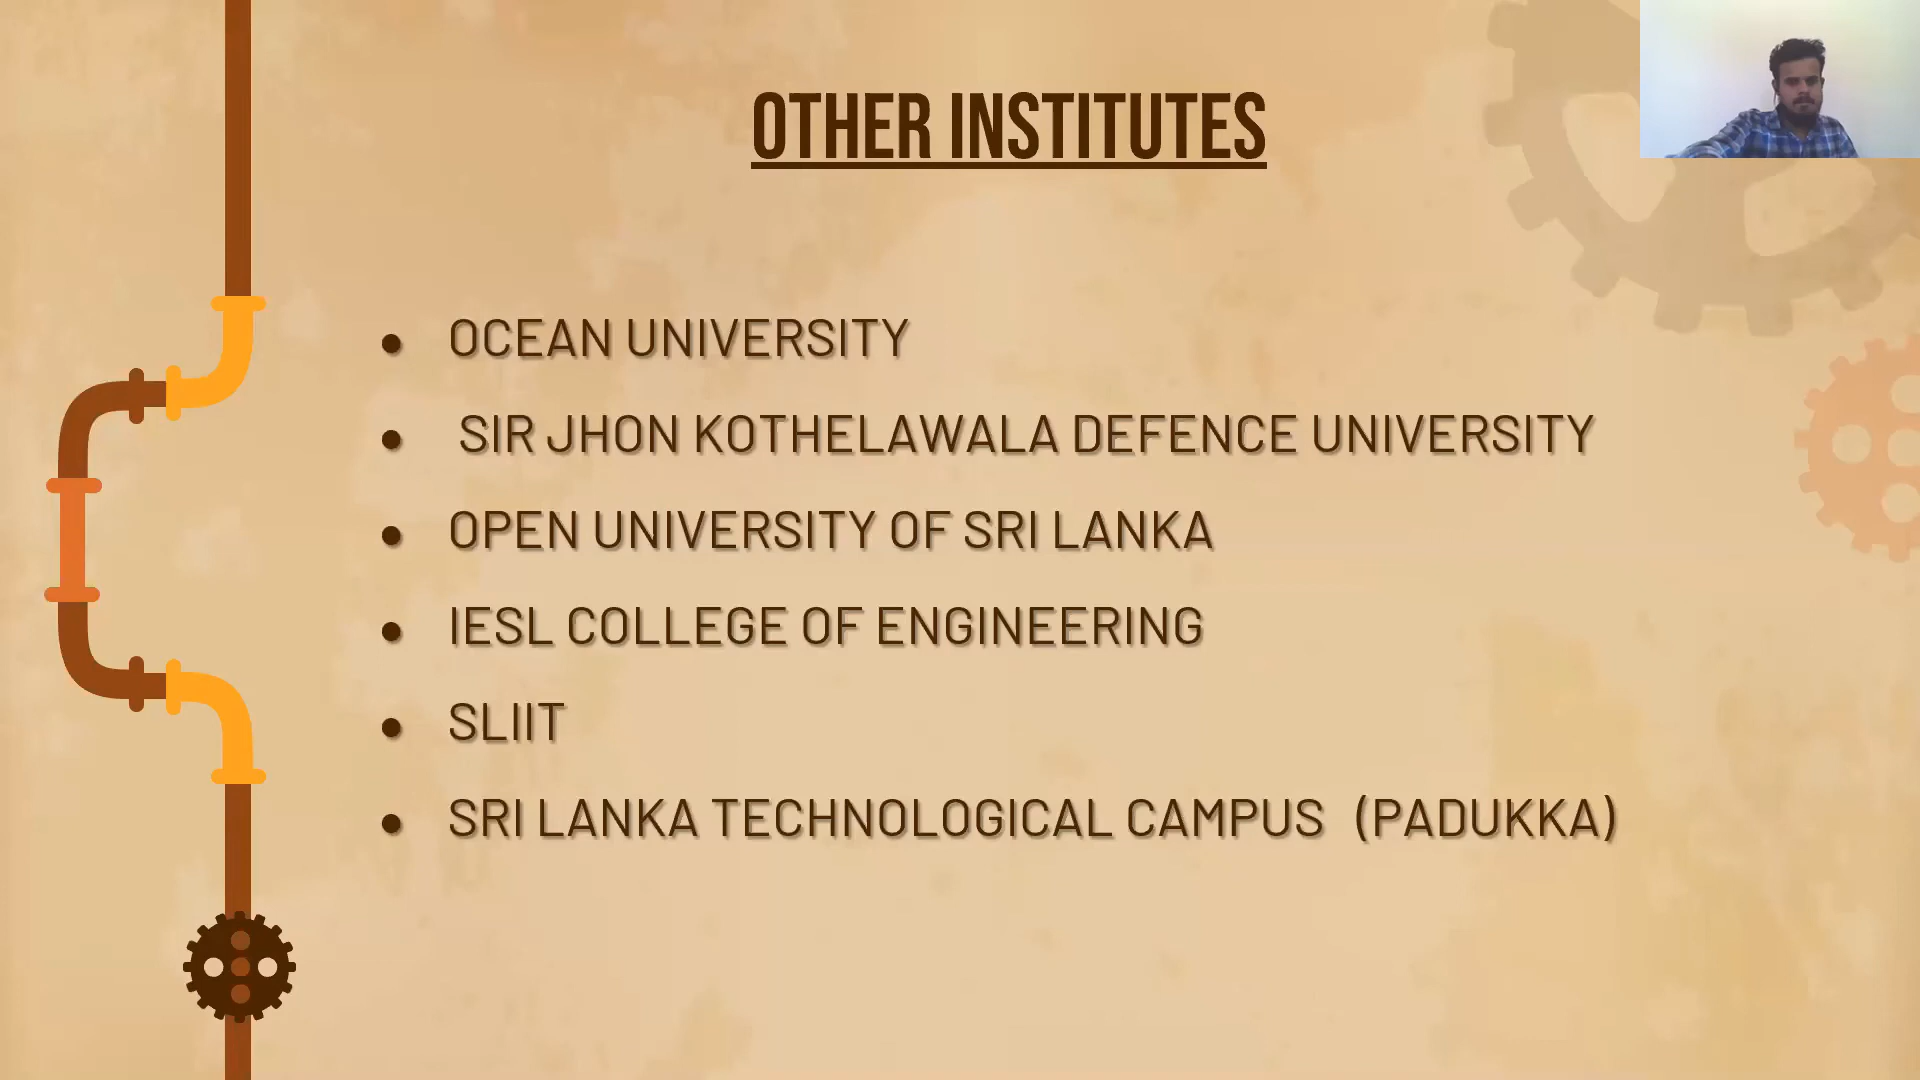 OTHER INSTITUTES
• OCEAN UNIVERSITY
• SIR JHON KOTHELAWALA DEFENCE UNIVERSITY
• OPEN UNIVERSITY OF SRI LANKA
• IESL COLLEGE OF ENGINEERING
• SLIIT
• SRI LANKA TECHNOLOGICAL CAMPUS (PADUKKA)